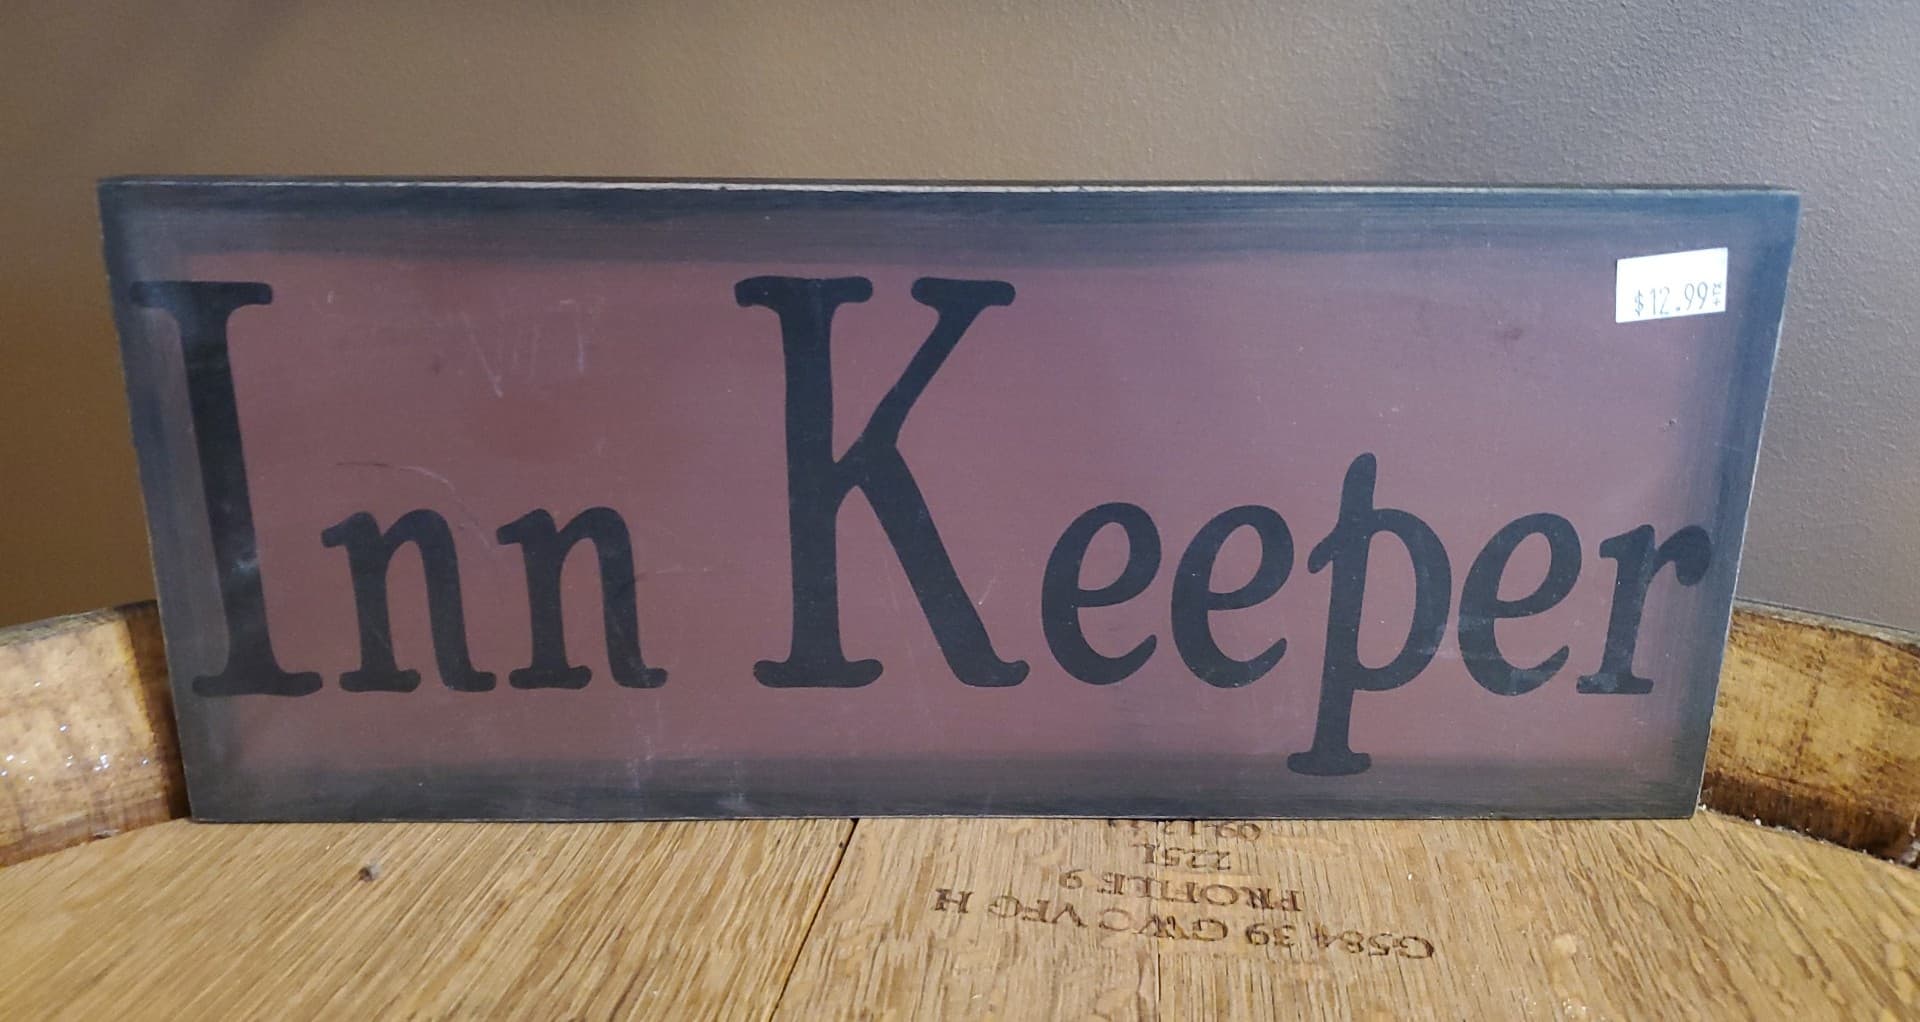 Inn Keeper
$12.99
G584 39 GWC VFC H
PROFILE 9
225L